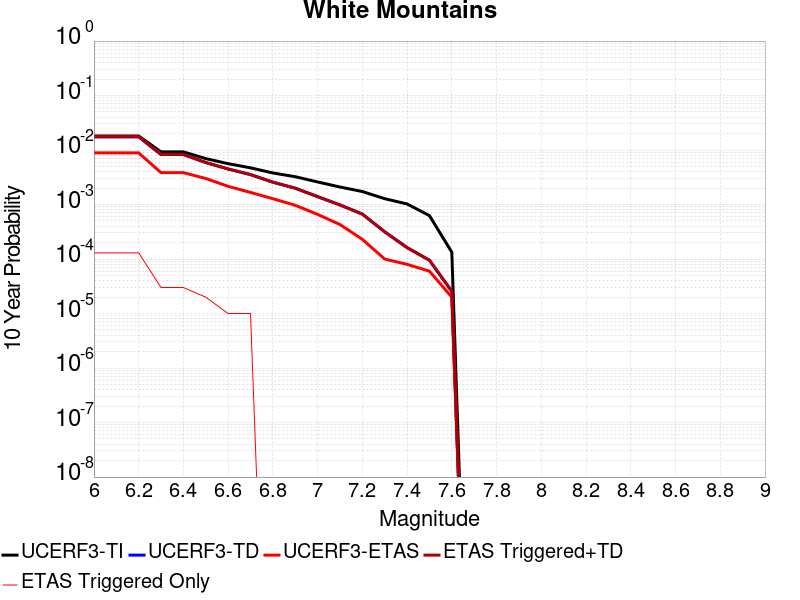 White Mountains
10^0
10^-1
10^-2
10^-3
10^-4
10^-5
10^-6
10^-7
10^-8
10 Year Probability
6 6.2 6.4 6.6 6.8 7 7.2 7.4 7.6 7.8 8 8.2 8.4 8.6 8.8 9
Magnitude
UCERF3-TI UCERF3-TD UCERF3-ETAS ETAS Triggered+TD
ETAS Triggered Only